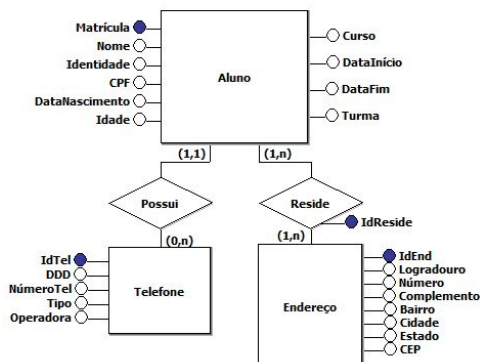 Matrícula
Nome
Identidade
CPF
DataNascimento
Idade
Aluno
Curso
DataInício
DataFim
Turma
(1,1)
(1,n)
Possui
Reside
IdReside
(0,n)
(1,n)
IdTel
DDD
NúmeroTel
Tipo
Operadora
Telefone
Endereço
IdEnd
Logradouro
Número
Complemento
Bairro
Cidade
Estado
CEP